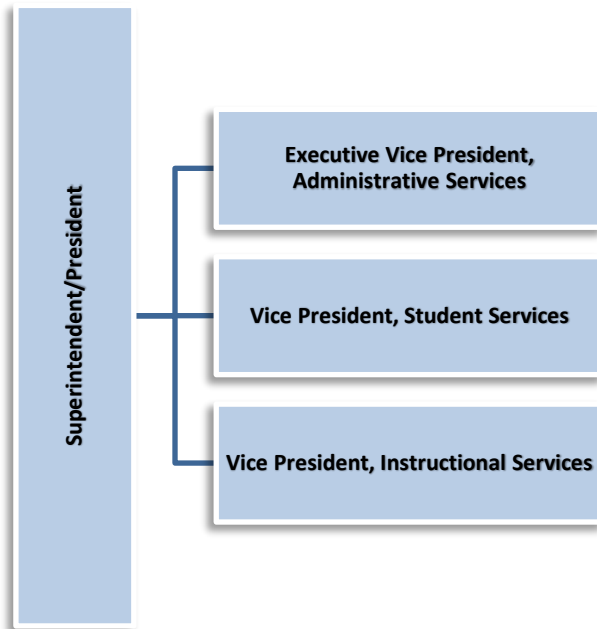 Superintendent/President
Executive Vice President,
Administrative Services
Vice President, Student Services
Vice President, Instructional Services